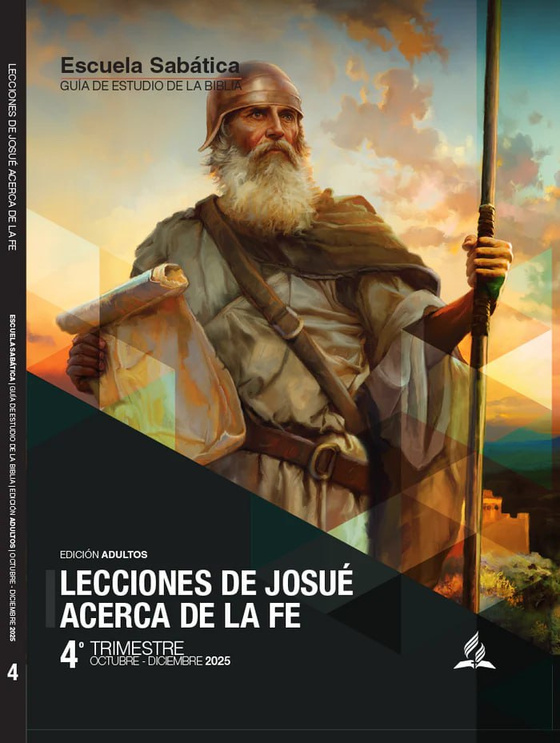 Escuela Sabática
GUÍA DE ESTUDIO DE LA BIBLIA
EDICIÓN ADULTOS
LECCIONES DE JOSUÉ
ACERCA DE LA FE
4º TRIMESTRE
OCTUBRE - DICIEMBRE 2025
LECCIONES DE JOSUÉ ACERCA DE LA FE
ESCUELA SABÁTICA | GUÍA DE ESTUDIO DE LA BIBLIA | EDICIÓN ADULTOS | OCTUBRE - DICIEMBRE 2025
4